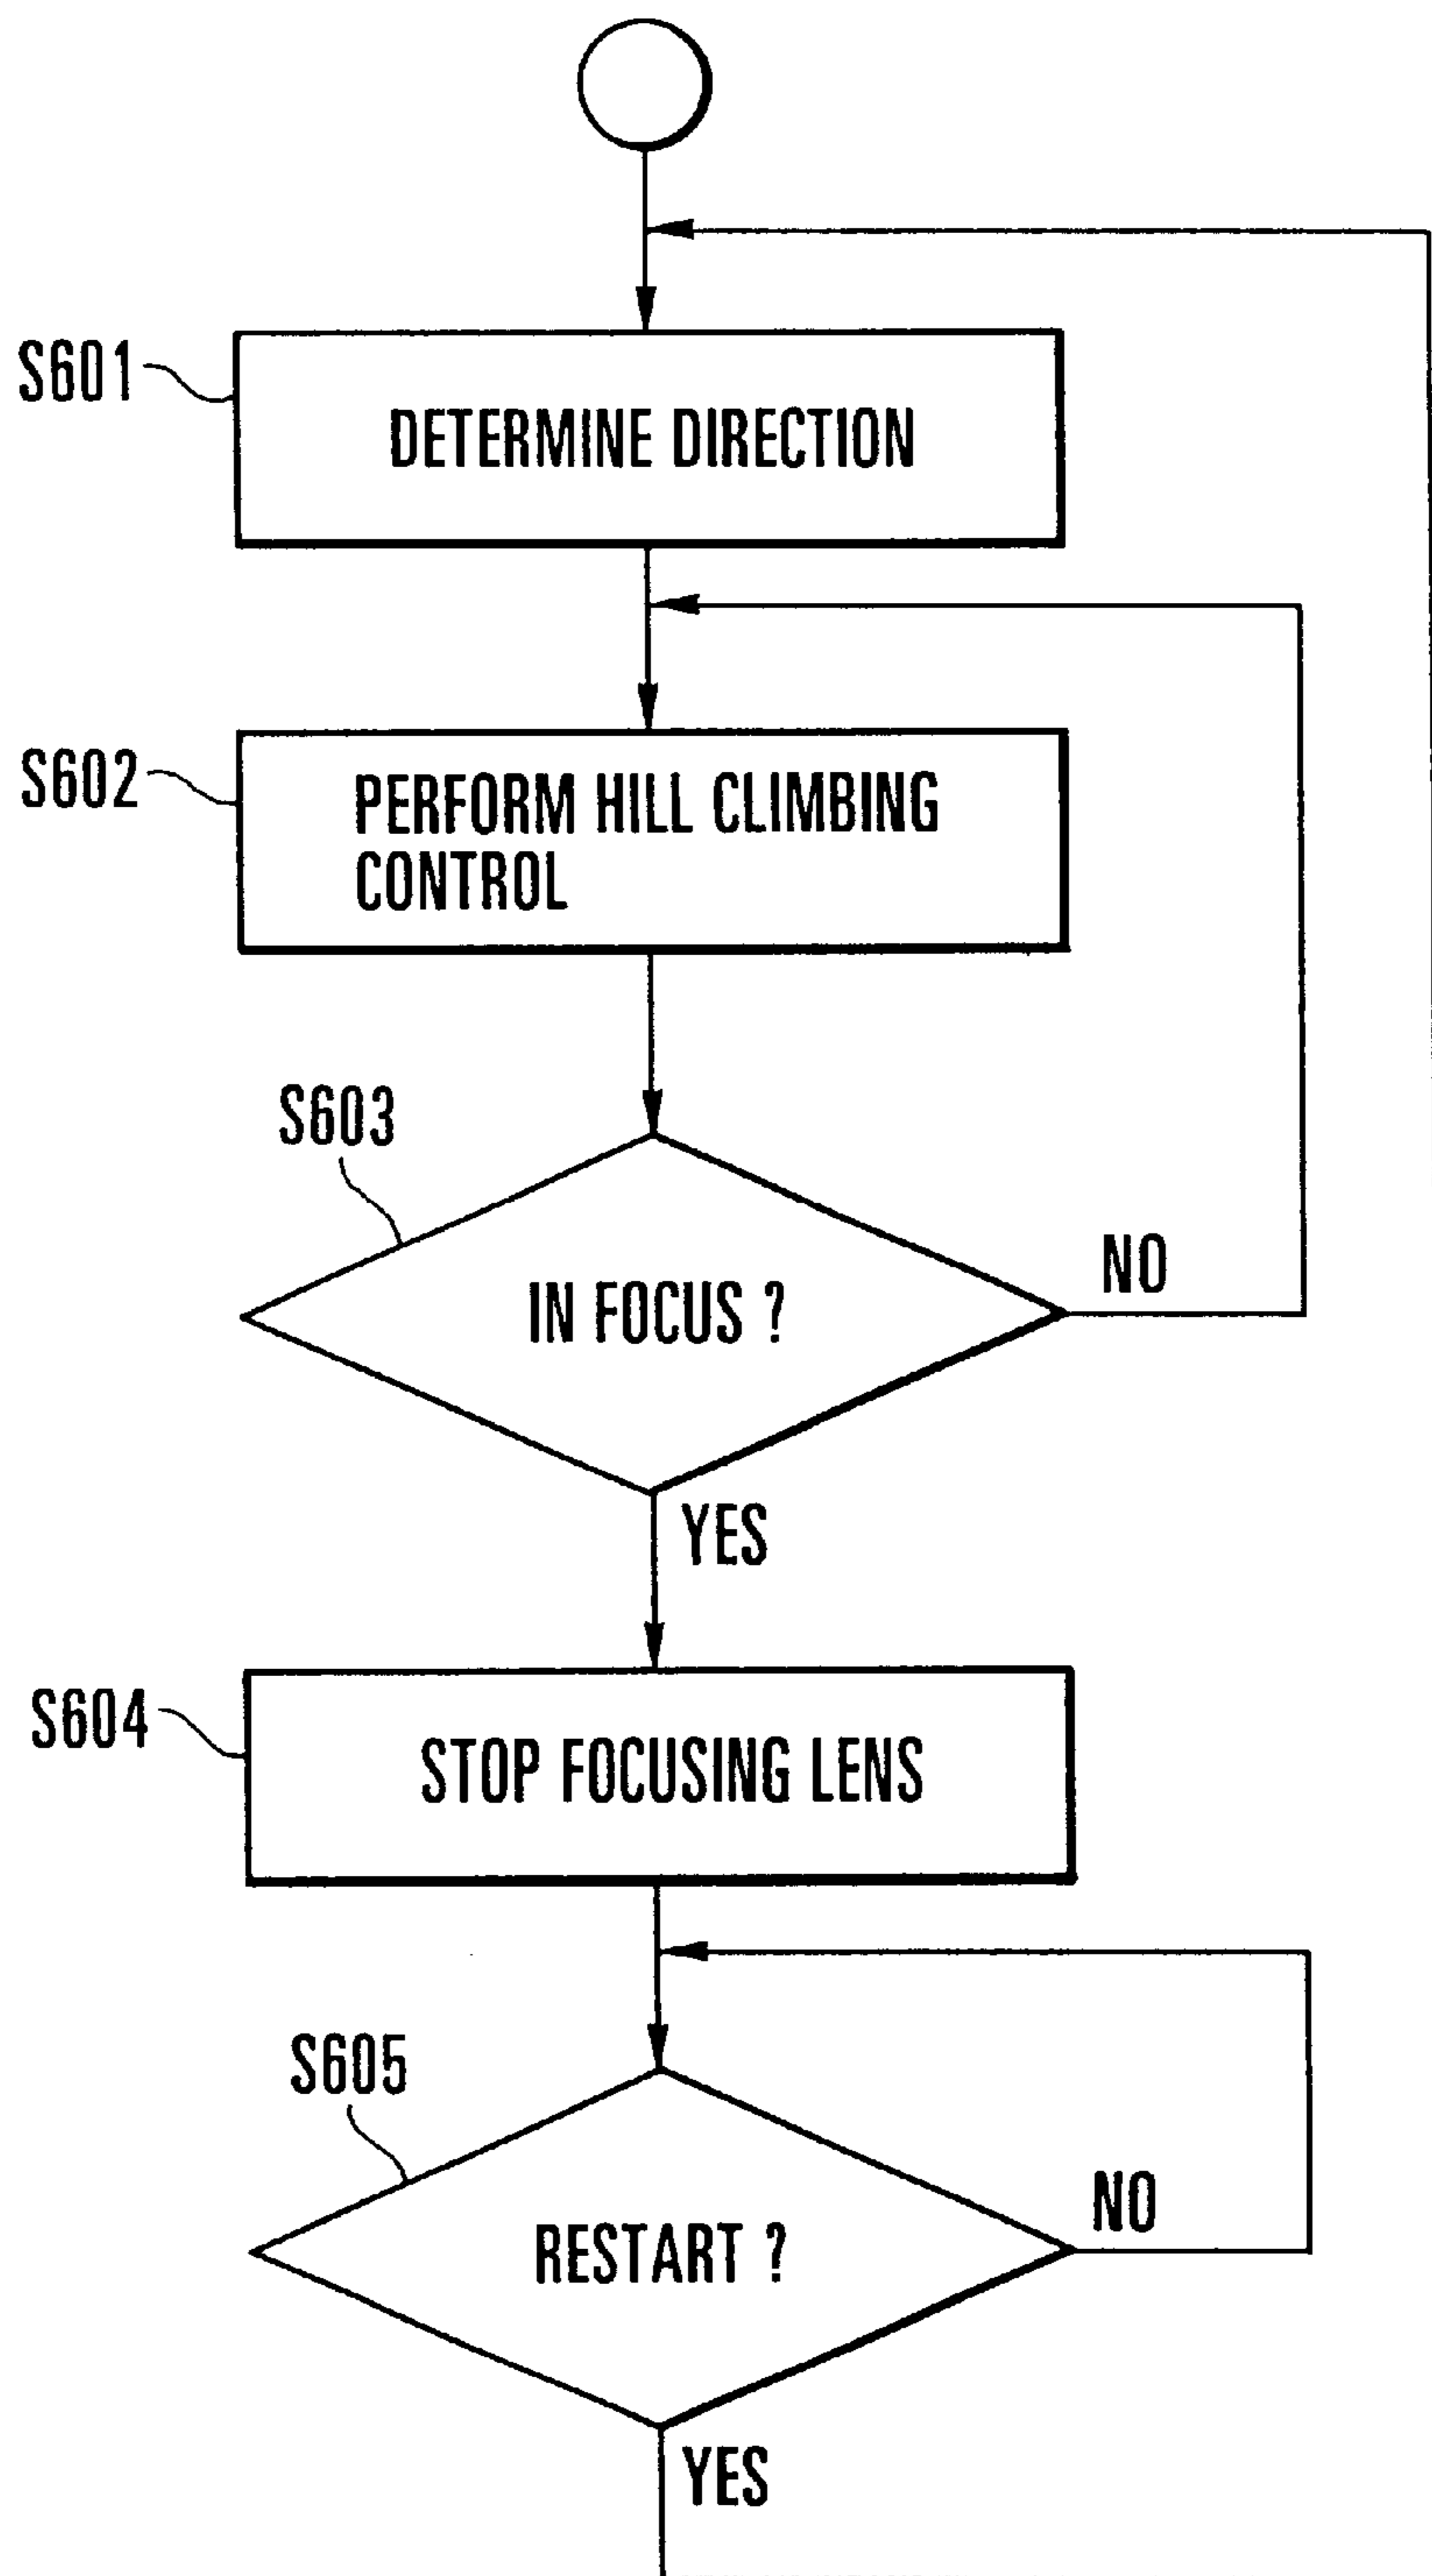 S601
DETERMINE DIRECTION
S602
PERFORM HILL CLIMBING
CONTROL
S603
IN FOCUS ?
NO
YES
S604
STOP FOCUSING LENS
S605
RESTART ?
NO
YES